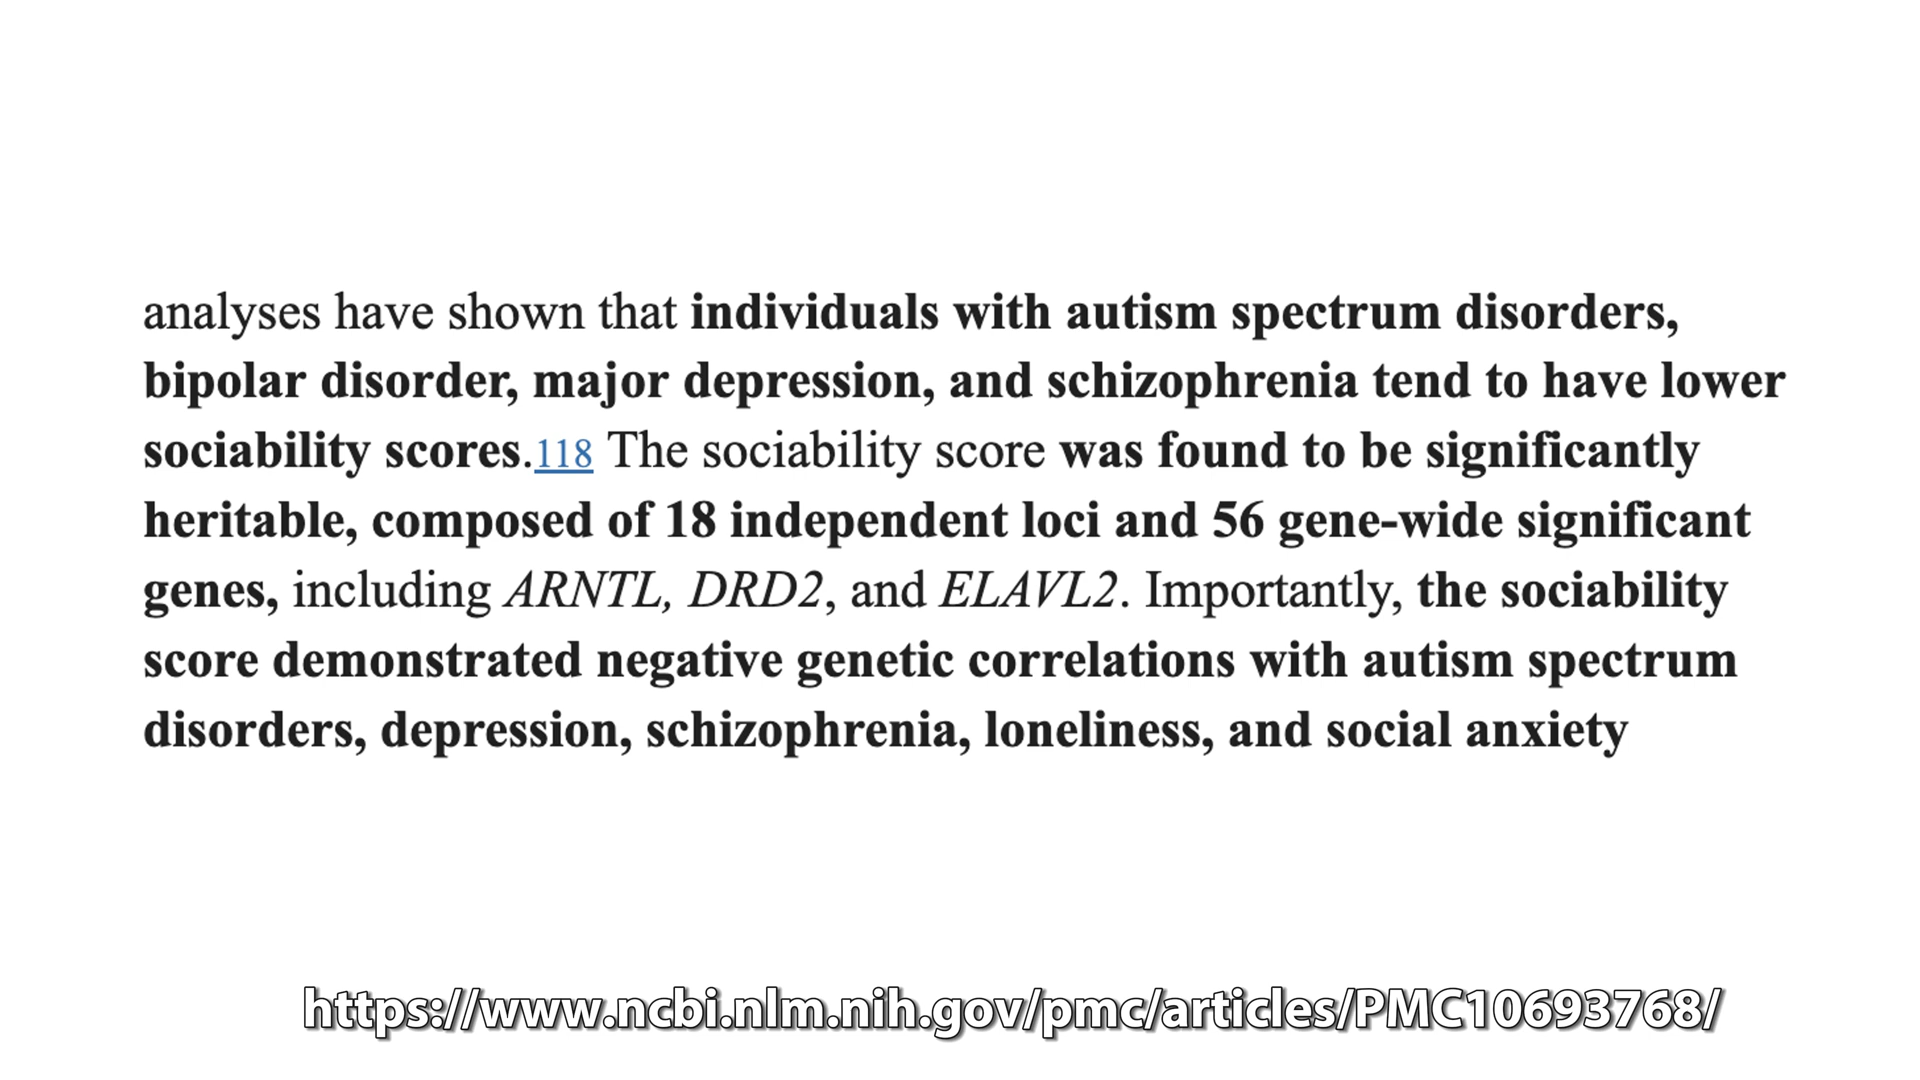 analyses have shown that individuals with autism spectrum disorders,
bipolar disorder, major depression, and schizophrenia tend to have lower
sociability scores.118 The sociability score was found to be significantly
heritable, composed of 18 independent loci and 56 gene-wide significant
genes, including ARNTL, DRD2, and ELAVL2. Importantly, the sociability
score demonstrated negative genetic correlations with autism spectrum
disorders, depression, schizophrenia, loneliness, and social anxiety
https://www.ncbi.nlm.nih.gov/pmc/articles/PMC10693768/